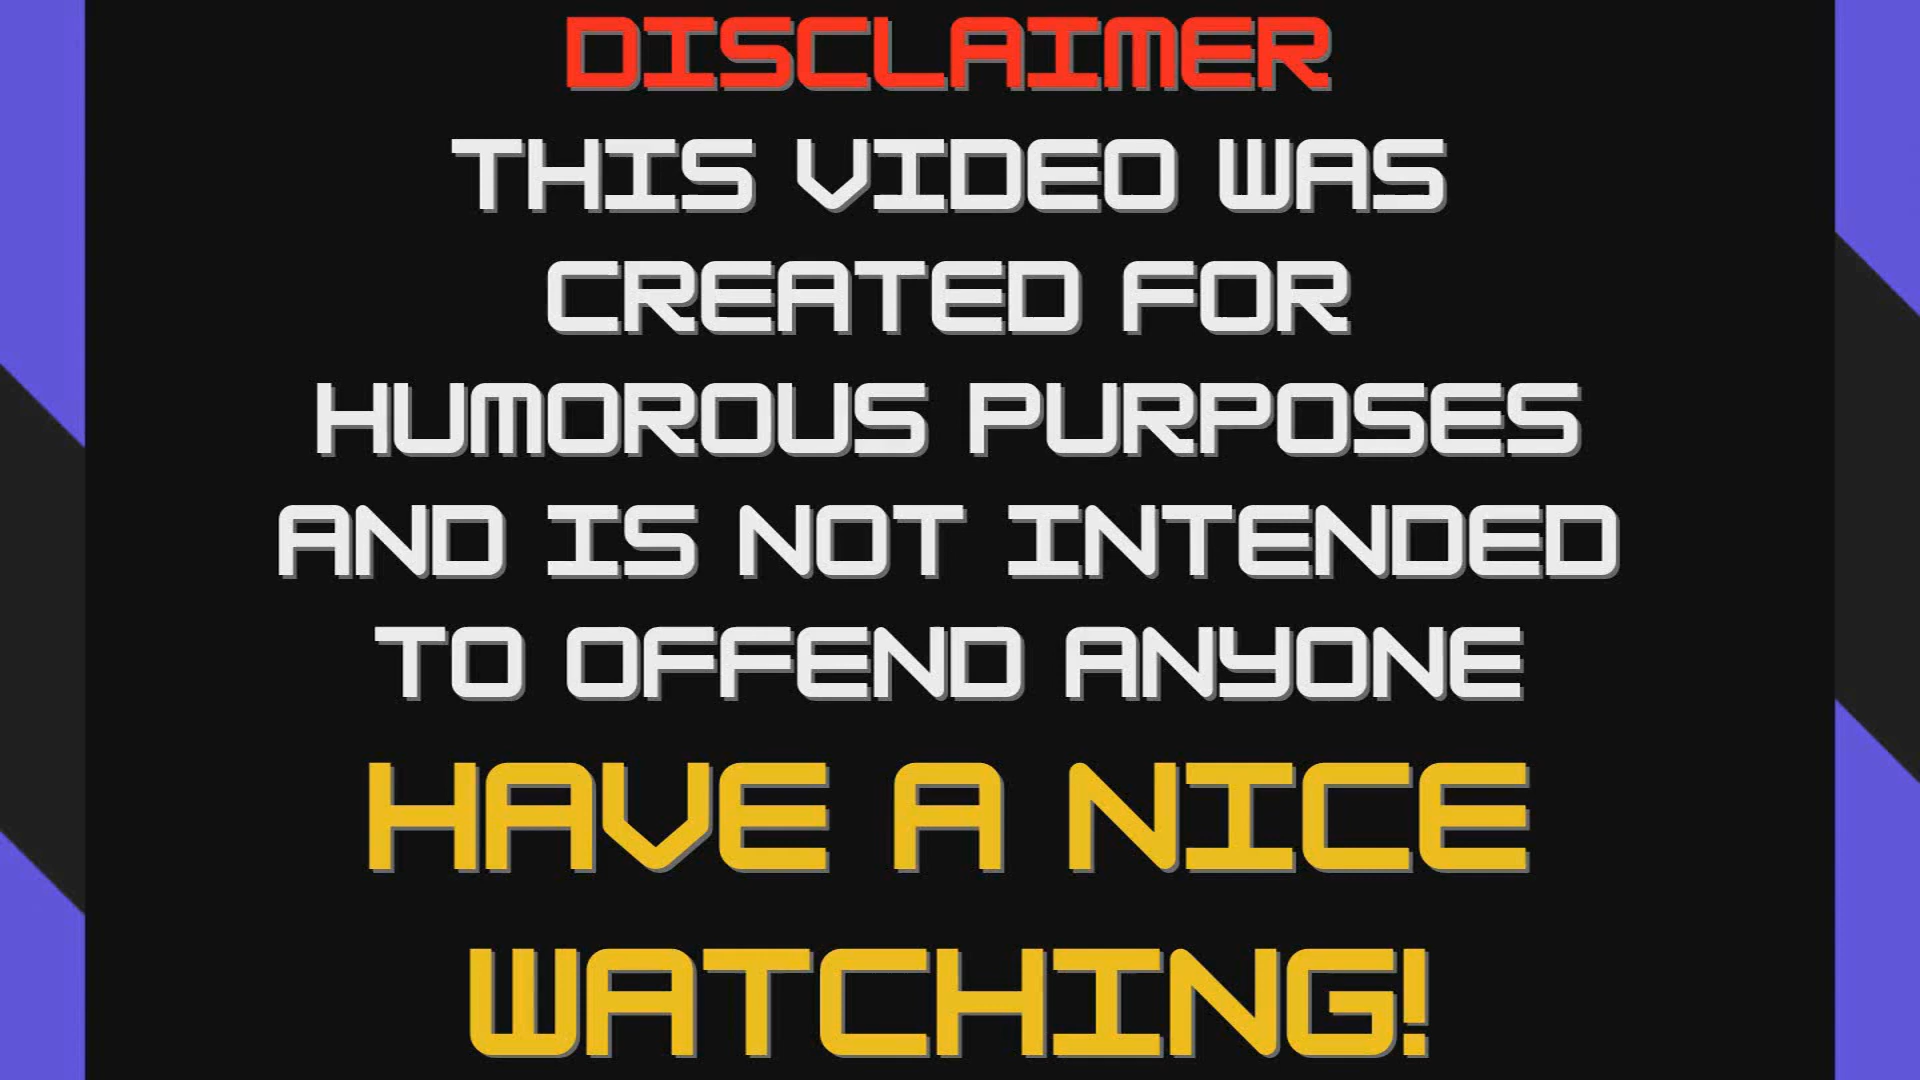 DISCLAIMER
THIS VIDEO WAS
CREATED FOR
HUMOROUS PURPOSES
AND IS NOT INTENDED
TO OFFEND ANYONE
HAVE A NICE
WATCHING!